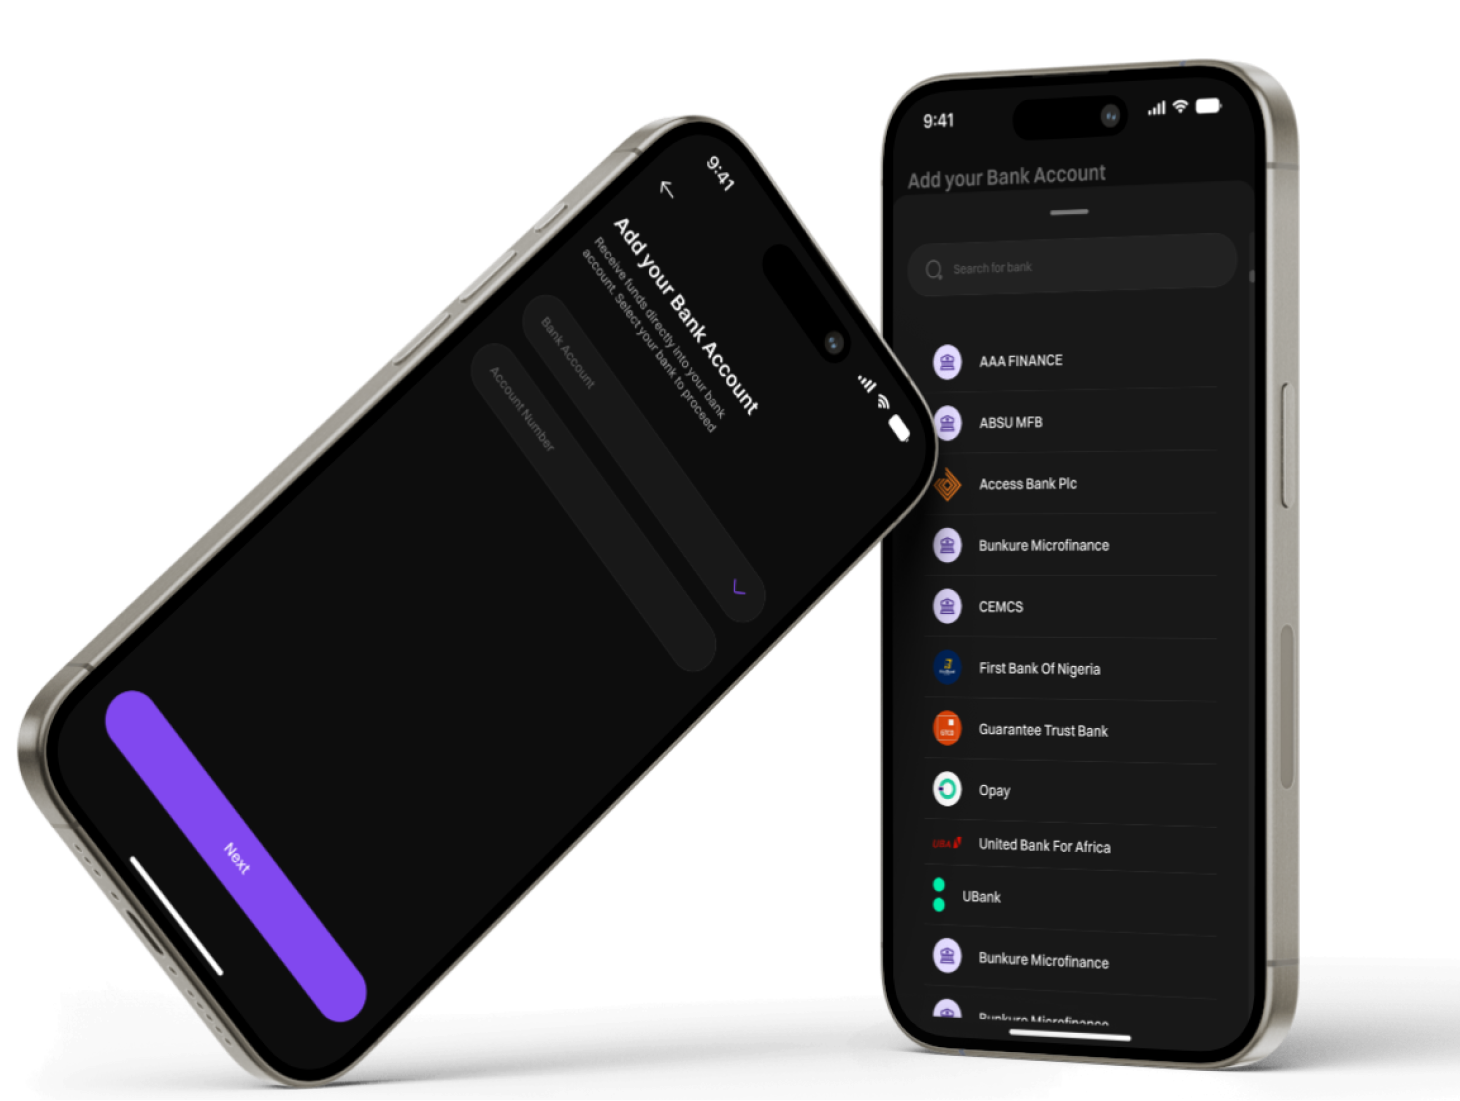 9:41
Add your Bank Account
Receive funds directly into your bank
account. Select your bank to proceed
Bank Account
Account Number
Next
9:41
Add your Bank Account
Search for bank
AAA FINANCE
ABSU MFB
Access Bank Plc
Bunkure Microfinance
CEMCS
First Bank Of Nigeria
Guarantee Trust Bank
Opay
UBA
United Bank For Africa
UBank
Bunkure Microfinance
Bunkure Microfinance